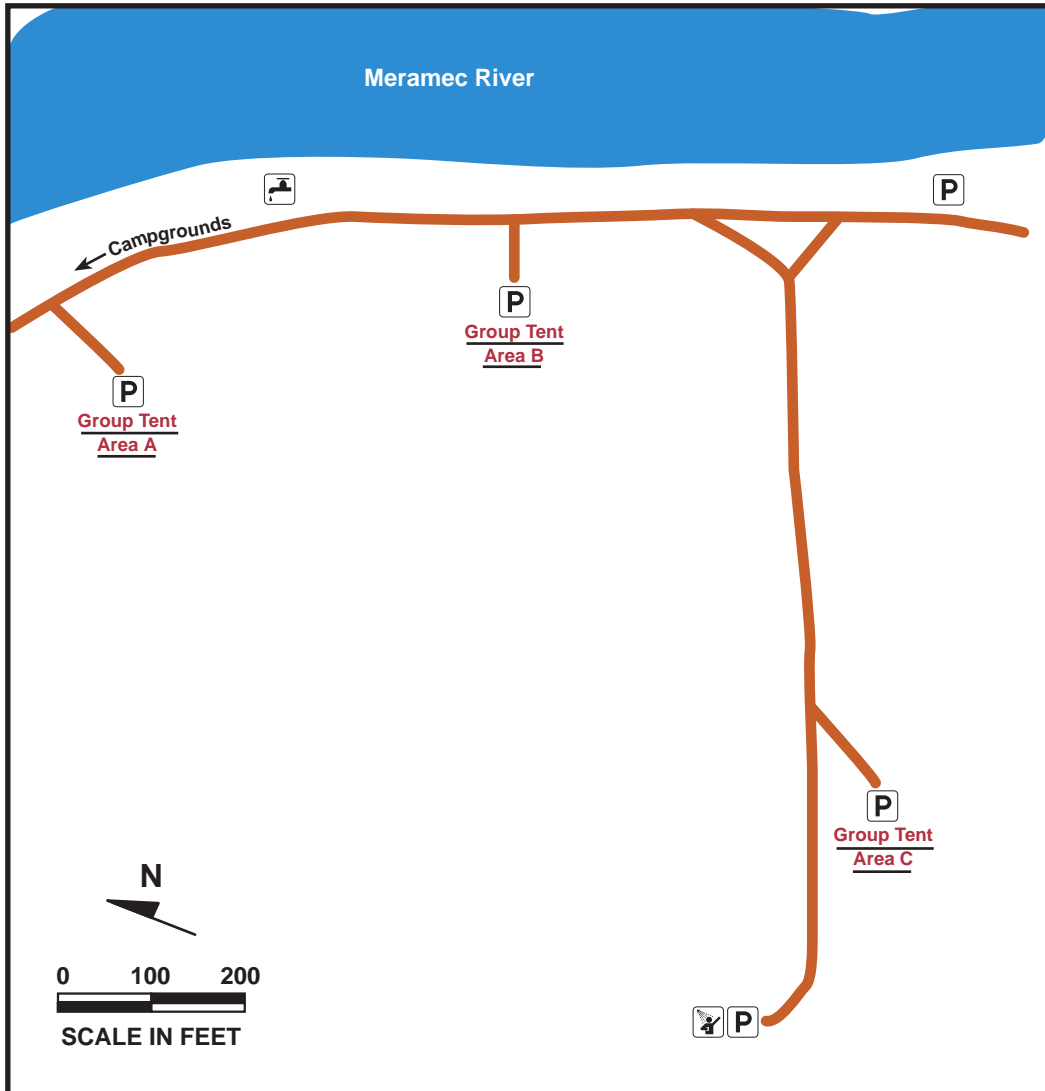 Meramec River
P
Campgrounds
P
Group Tent
Area B
P
Group Tent
Area A
P
Group Tent
Area C
N
0 100 200
SCALE IN FEET
P